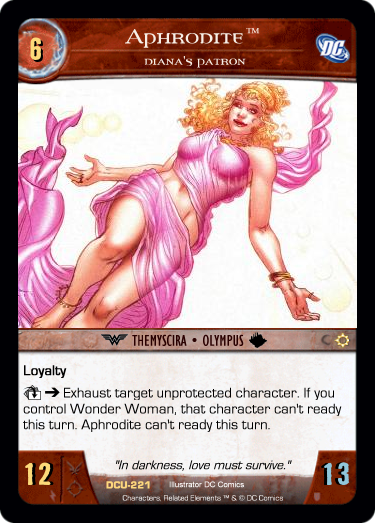 6
APHRODITE™
DIANA'S PATRON
DC
THEMYSCIRA • OLYMPUS
Loyalty
➔ Exhaust target unprotected character. If you
control Wonder Woman, that character can't ready
this turn. Aphrodite can't ready this turn.
"In darkness, love must survive."
12
DCU-221 Illustrator DC Comics
13
Characters, Related Elements ™ & © DC Comics